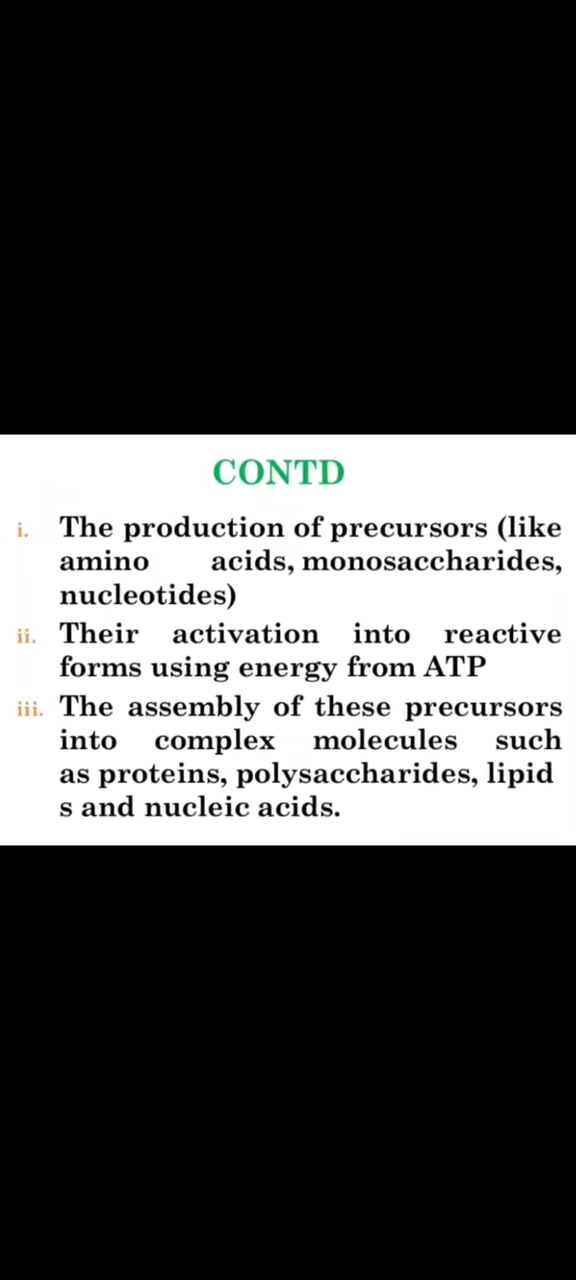 CONTD
i. The production of precursors (like
amino acids, monosaccharides,
nucleotides)
ii. Their activation into reactive
forms using energy from ATP
iii. The assembly of these precursors
into complex molecules such
as proteins, polysaccharides, lipid
s and nucleic acids.